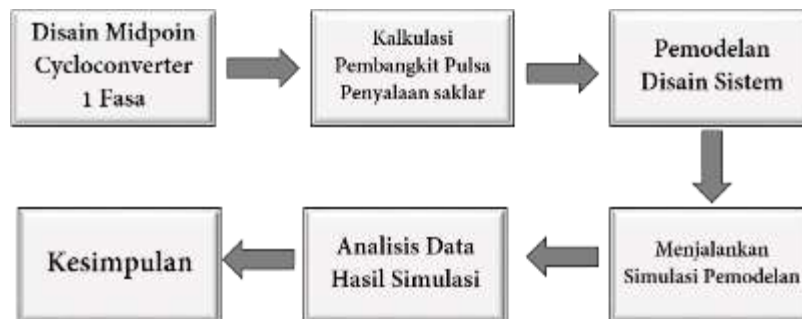 Disain Midpoin
Cycloconverter
1 Fasa
Kalkulasi
Pembangkit Pulsa
Penyalaan saklar
Pemodelan
Disain Sistem
Menjalankan
Simulasi Pemodelan
Analisis Data
Hasil Simulasi
Kesimpulan